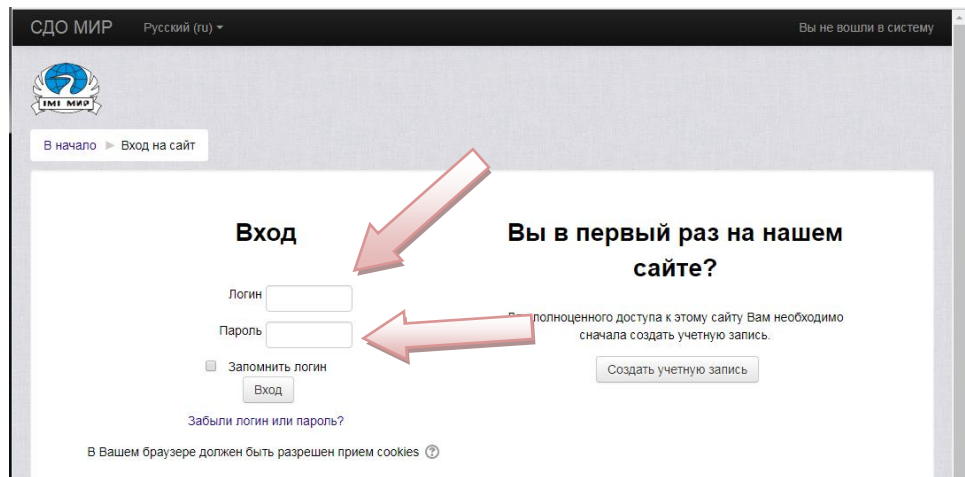 СДО МИР Русский (ru) Вы не вошли в систему
IMI МИР
В начало Вход на сайт
Вход
Логин
Пароль
Запомнить логин
Вход
Забыли логин или пароль?
В Вашем браузере должен быть разрешен прием cookies
Вы в первый раз на нашем
сайте?
полноценного доступа к этому сайту Вам необходимо
сначала создать учетную запись.
Создать учетную запись